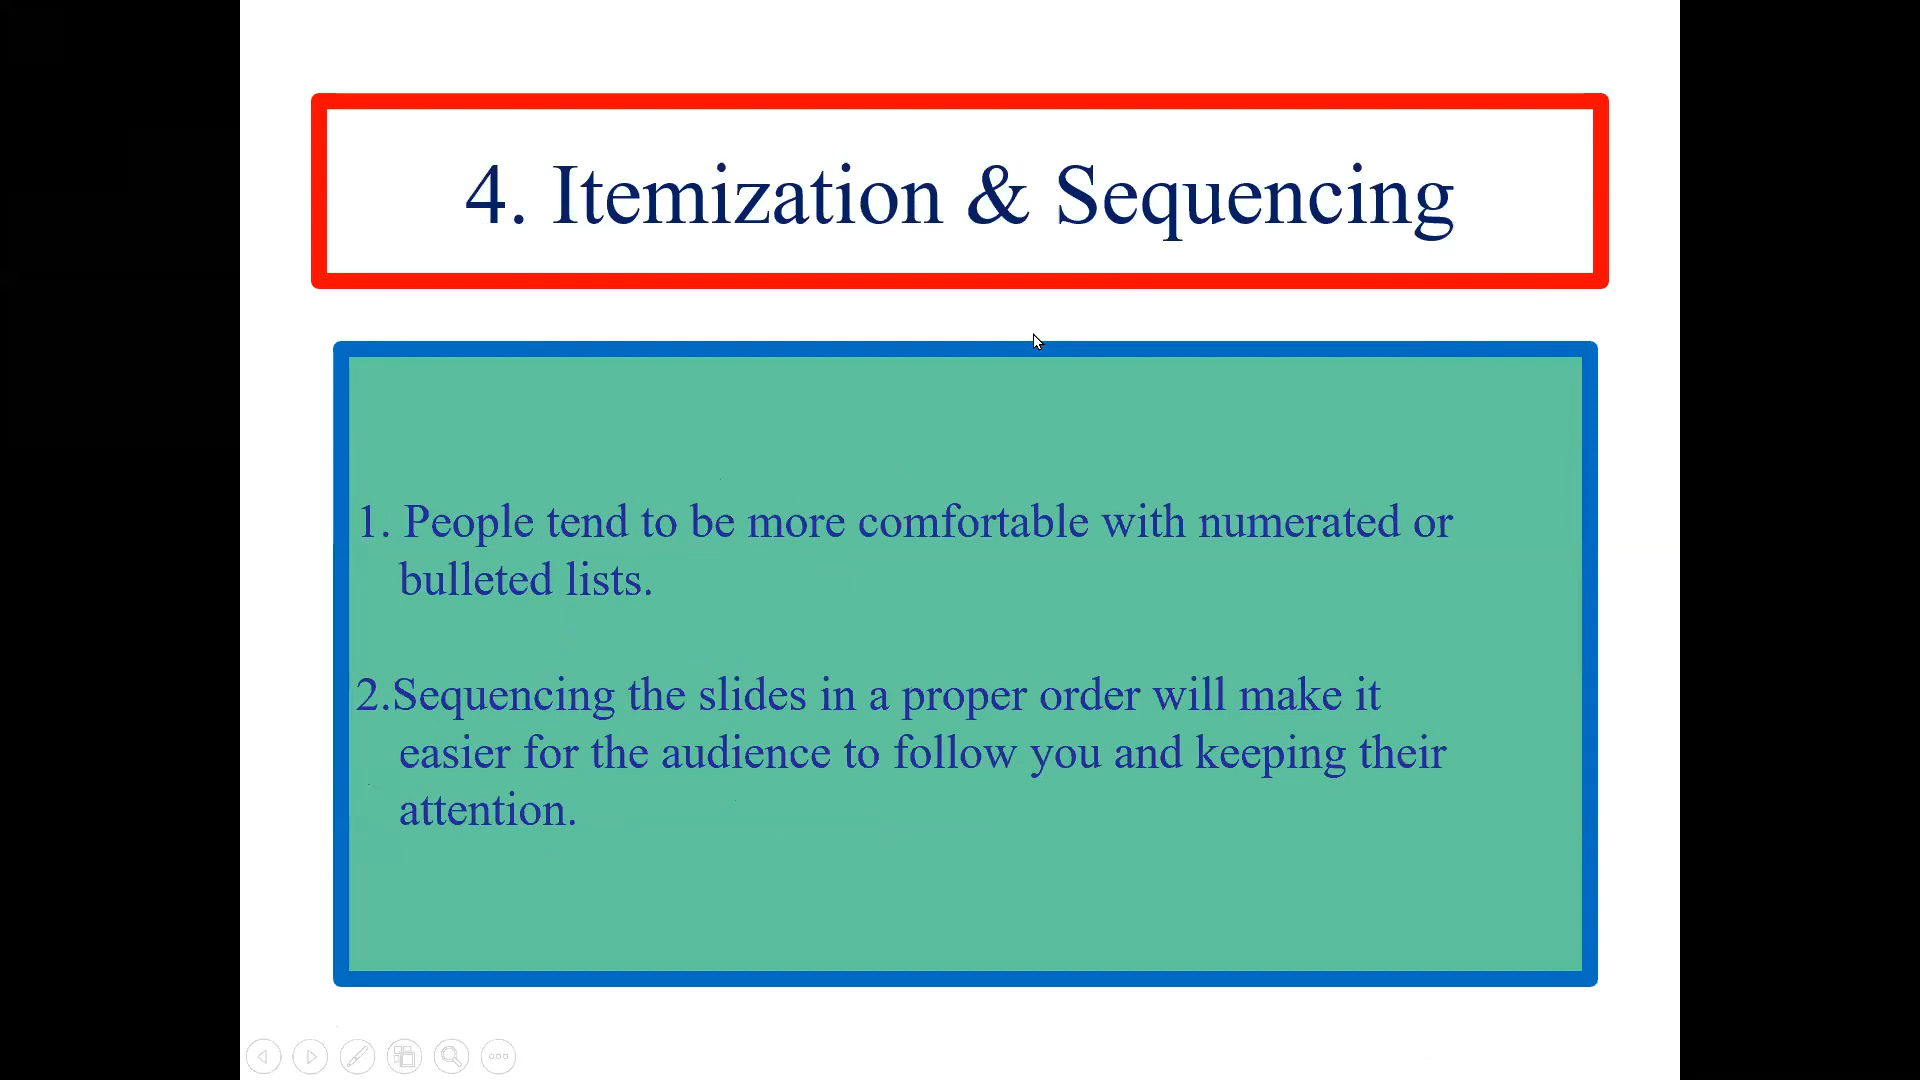 4. Itemization & Sequencing
1. People tend to be more comfortable with numerated or
bulleted lists.
2.Sequencing the slides in a proper order will make it
easier for the audience to follow you and keeping their
attention.